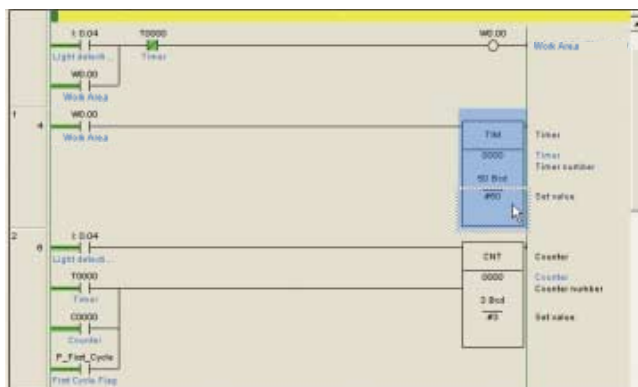 I: 0.04 T0000 W0.00
Light detecti... Timer Work Area
W0.00
Work Area
1
4 W0.00
Work Area
TIM Timer
0000 Timer
Timer number
50 Bcd
#50 Set value
2
6 I: 0.04
Light detecti...
CNT Counter
T0000 0000 Counter
Timer Counter number
3 Bcd
C0000 #3 Set value
Counter
P_First_Cycle
First Cycle Flag